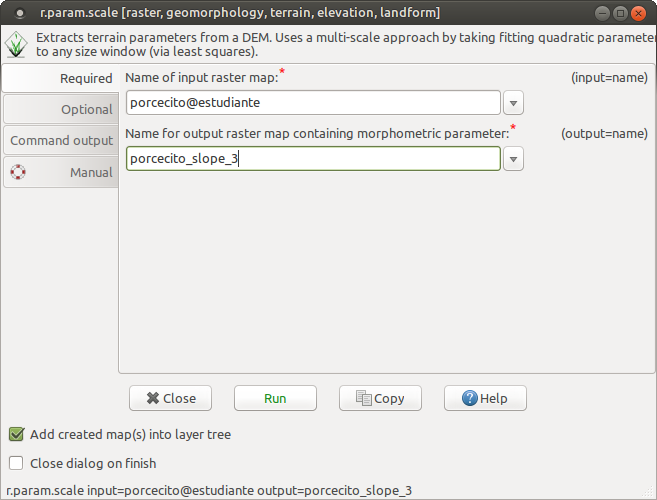 r.param.scale [raster, geomorphology, terrain, elevation, landform]
Extracts terrain parameters from a DEM. Uses a multi-scale approach by taking fitting quadratic parameter
to any size window (via least squares).
Required
Optional
Command output
Manual
Name of input raster map:*
(input=name)
porcecito@estudiante
Name for output raster map containing morphometric parameter:*
(output=name)
porcecito_slope_3
Close
Run
Copy
Help
Add created map(s) into layer tree
Close dialog on finish
r.param.scale input=porcecito@estudiante output=porcecito_slope_3